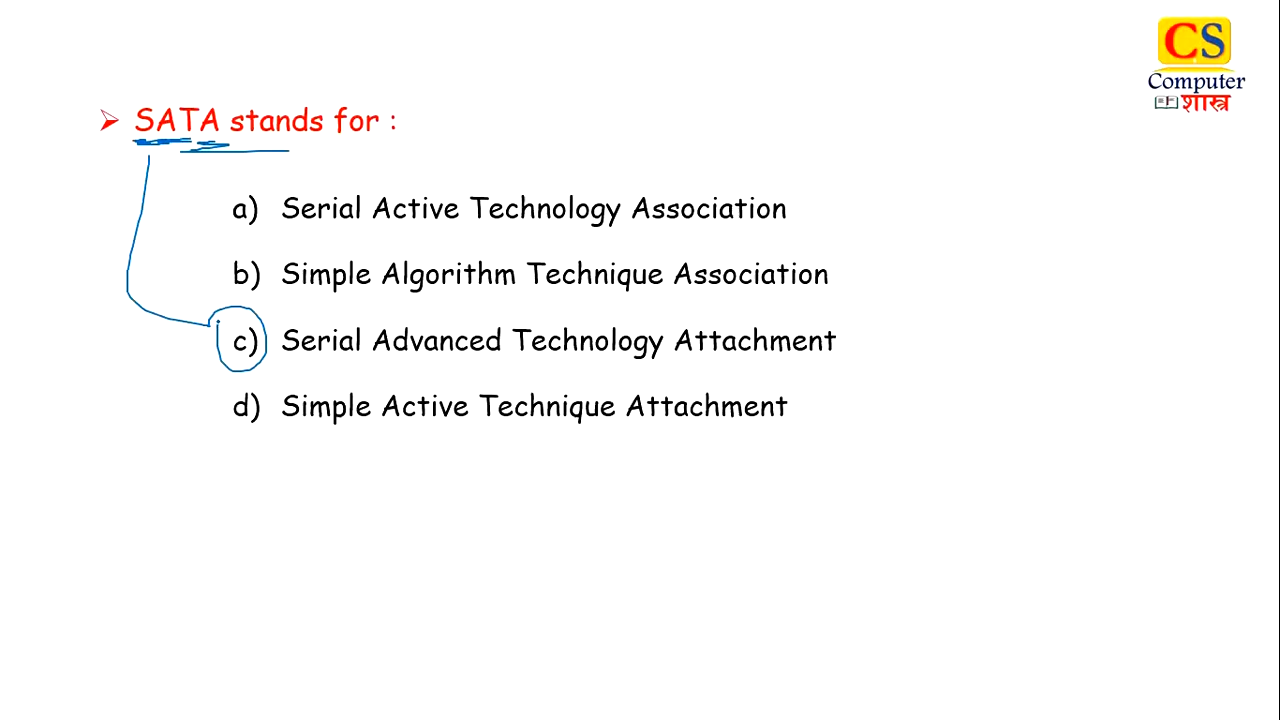 CS
Computer
शास्त्र
➢ SATA stands for :
a) Serial Active Technology Association
b) Simple Algorithm Technique Association
c) Serial Advanced Technology Attachment
d) Simple Active Technique Attachment